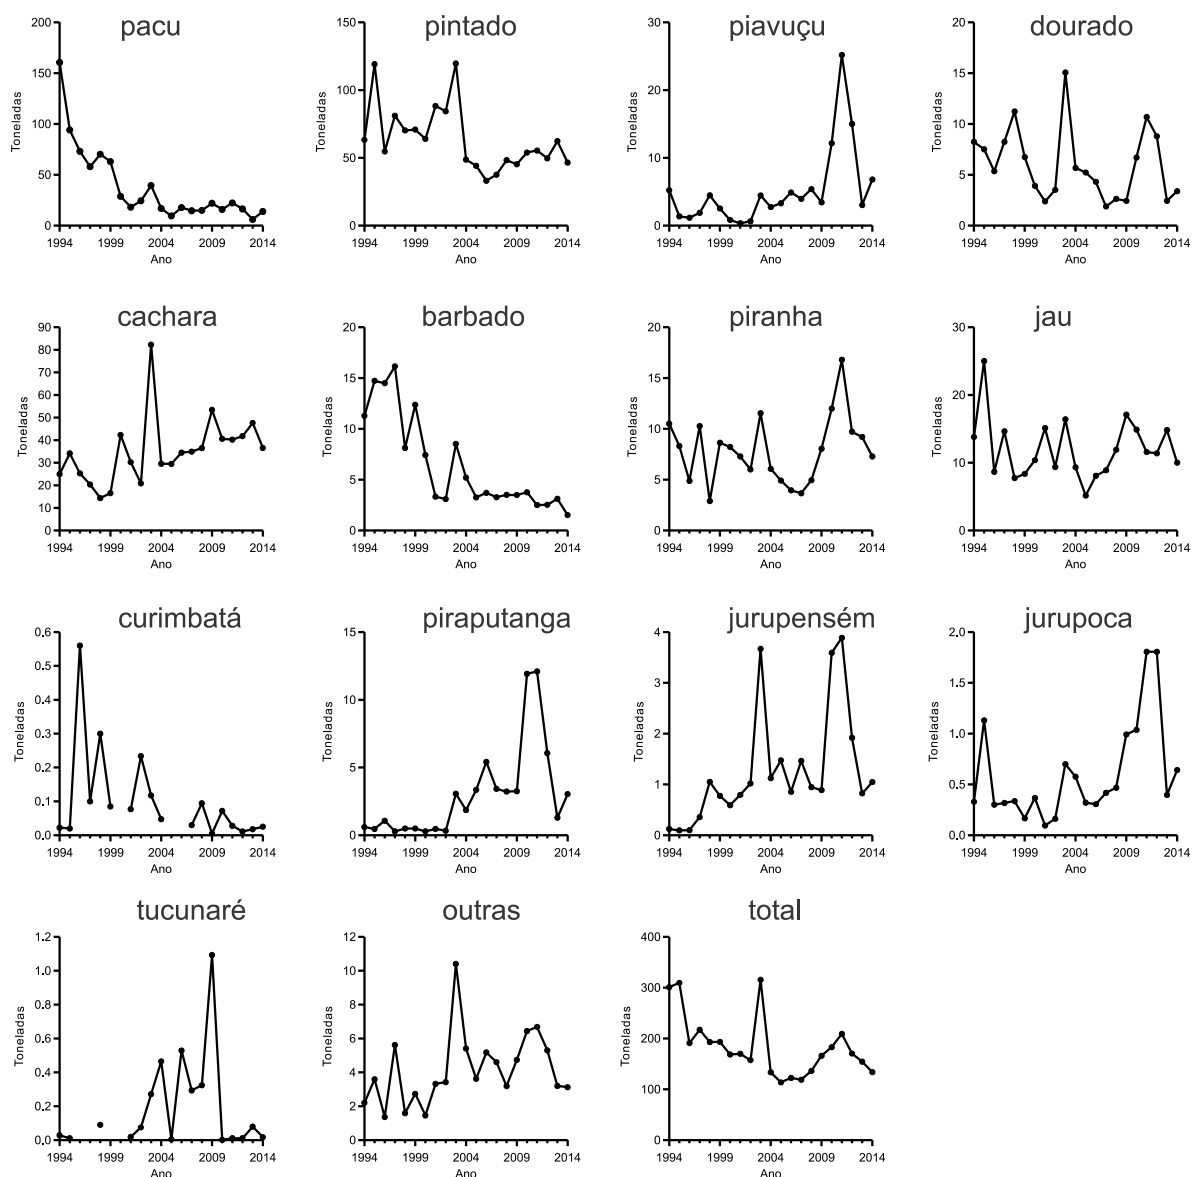 pacu
200
150
100
50
0
Toneladas
1994 1999 2004 2009 2014
Ano
pintado
150
100
50
0
Toneladas
1994 1999 2004 2009 2014
Ano
piavuçu
30
20
10
0
Toneladas
1994 1999 2004 2009 2014
Ano
dourado
20
15
10
5
0
Toneladas
1994 1999 2004 2009 2014
Ano
cachara
90
80
70
60
50
40
30
20
10
0
Toneladas
1994 1999 2004 2009 2014
Ano
barbado
20
15
10
5
0
Toneladas
1994 1999 2004 2009 2014
Ano
piranha
20
15
10
5
0
Toneladas
1994 1999 2004 2009 2014
Ano
jau
30
20
10
0
Toneladas
1994 1999 2004 2009 2014
Ano
curimbatá
0.6
0.5
0.4
0.3
0.2
0.1
0.0
Toneladas
1994 1999 2004 2009 2014
Ano
piraputanga
15
10
5
0
Toneladas
1994 1999 2004 2009 2014
Ano
jurupensém
4
3
2
1
0
Toneladas
1994 1999 2004 2009 2014
Ano
jurupoca
2.0
1.5
1.0
0.5
0.0
Toneladas
1994 1999 2004 2009 2014
Ano
tucunaré
1.2
1.0
0.8
0.6
0.4
0.2
0.0
Toneladas
1994 1999 2004 2009 2014
Ano
outras
12
10
8
6
4
2
0
Toneladas
1994 1999 2004 2009 2014
Ano
total
400
300
200
100
0
Toneladas
1994 1999 2004 2009 2014
Ano